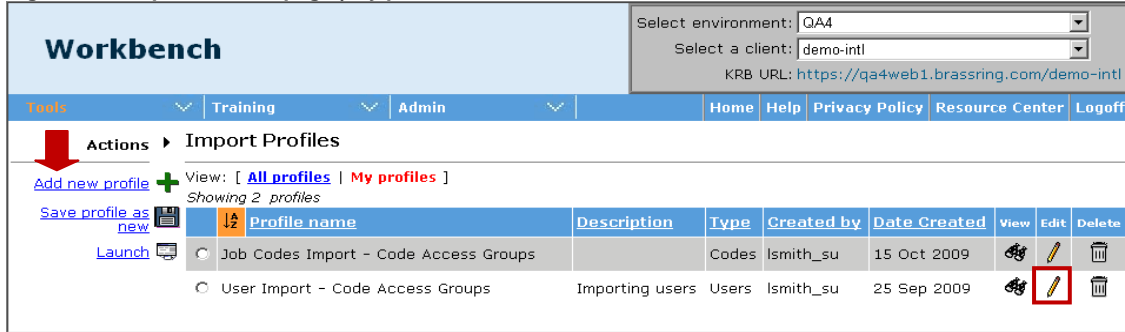 Select environment: QA4
Workbench
Select a client: demo-intl
KRB URL: https://qa4web1.brassring.com/demo-intl
Tools Training Admin Home Help Privacy Policy Resource Center Logoff
Actions Import Profiles
Add new profile
View: [ All profiles | My profiles ]
Showing 2 profiles
Save profile as new
Launch
Profile name Description Type Created by Date Created View Edit Delete
Job Codes Import - Code Access Groups Codes lsmith_su 15 Oct 2009
User Import - Code Access Groups Importing users Users lsmith_su 25 Sep 2009